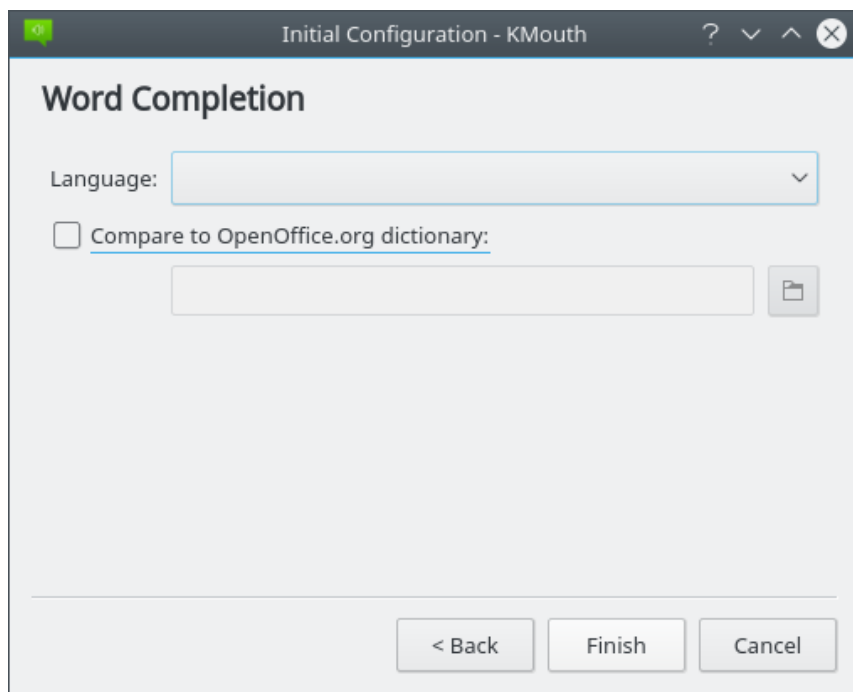 Initial Configuration - KMouth
Word Completion
Language:
Compare to OpenOffice.org dictionary:
< Back Finish Cancel